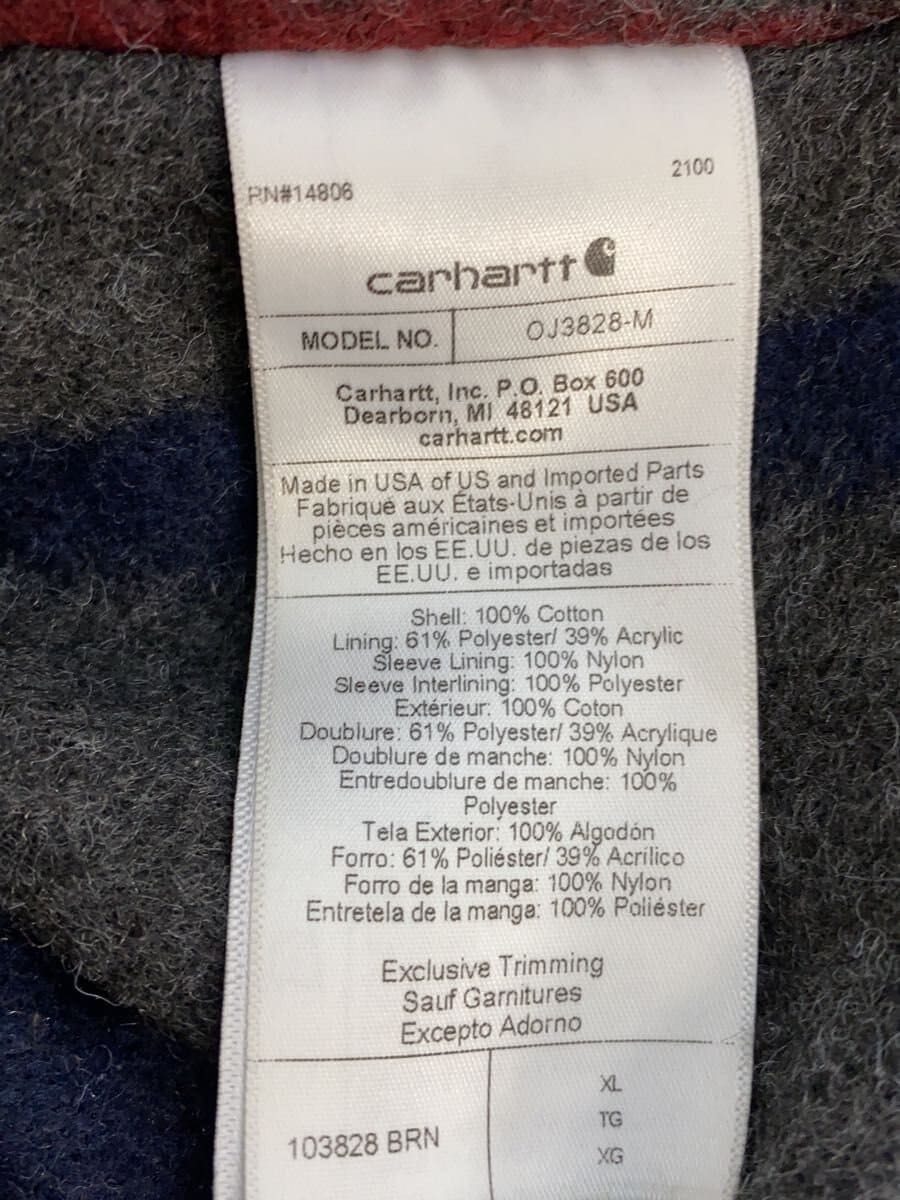 RN#14806 2100
carhartt
MODEL NO. OJ3828-M
Carhartt, Inc. P.O. Box 600
Dearborn, MI 48121 USA
carhartt.com
Made in USA of US and Imported Parts
Fabriqué aux États-Unis à partir de
pièces américaines et importées
Hecho en los EE.UU. de piezas de los
EE.UU. e importadas
Shell: 100% Cotton
Lining: 61% Polyester/ 39% Acrylic
Sleeve Lining: 100% Nylon
Sleeve Interlining: 100% Polyester
Extérieur: 100% Coton
Doublure: 61% Polyester/ 39% Acrylique
Doublure de manche: 100% Nylon
Entredoublure de manche: 100%
Polyester
Tela Exterior: 100% Algodón
Forro: 61% Poliéster/ 39% Acrílico
Forro de la manga: 100% Nylon
Entretela de la manga: 100% Poliéster
Exclusive Trimming
Sauf Garnitures
Excepto Adorno
103828 BRN
XL
TG
XG